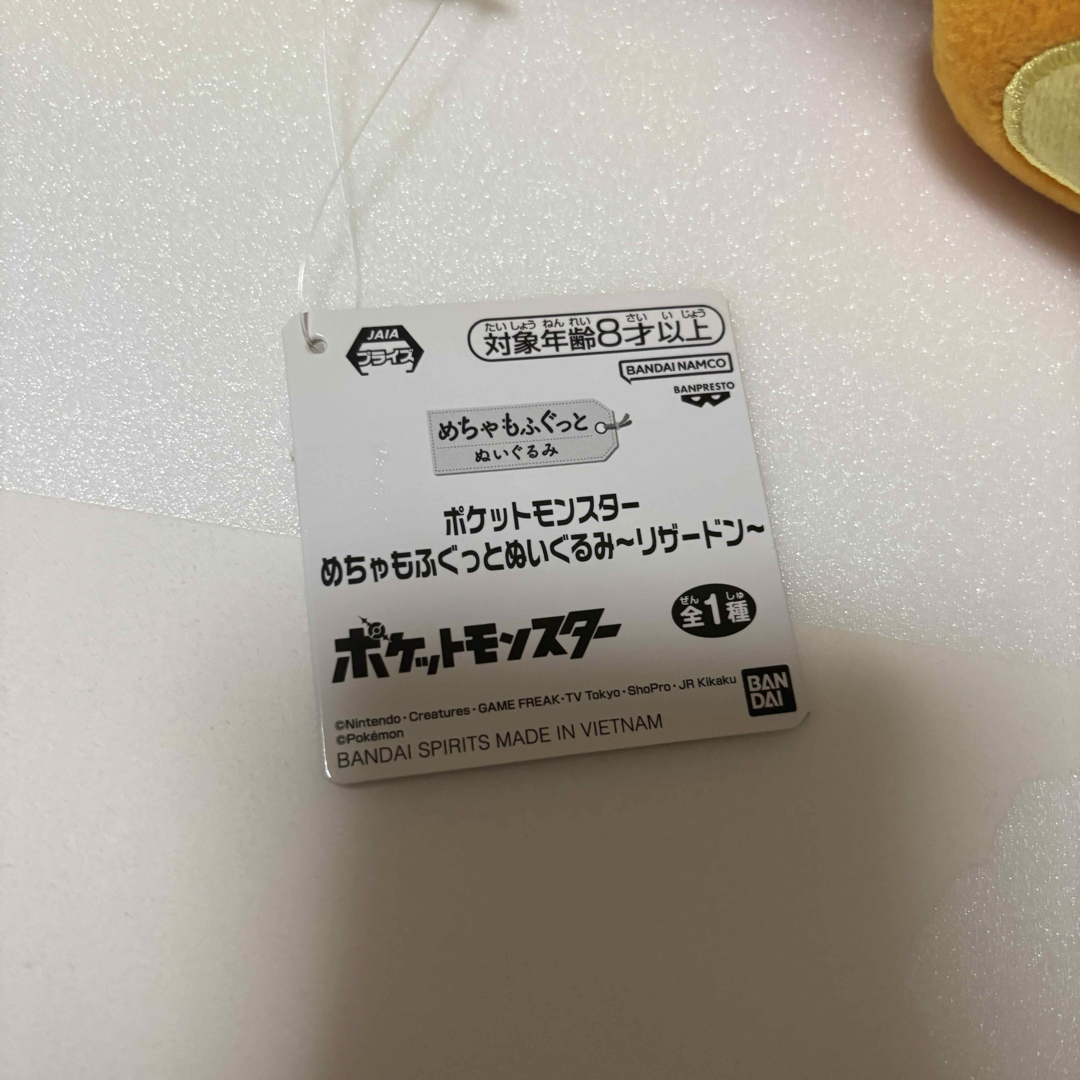 JAIA
プライズ
たいしょうねんれい さい いじょう
対象年齢8才以上
BANDAI NAMCO
BANPRESTO
めちゃもふぐっと
ぬいぐるみ
ポケットモンスター
めちゃもふぐっとぬいぐるみ～リザードン～
ぜん しゅ
全1種
ポケットモンスター
©Nintendo・Creatures・GAME FREAK・TV Tokyo・ShoPro・JR Kikaku
©Pokémon
BANDAI SPIRITS MADE IN VIETNAM
BAN
DAI